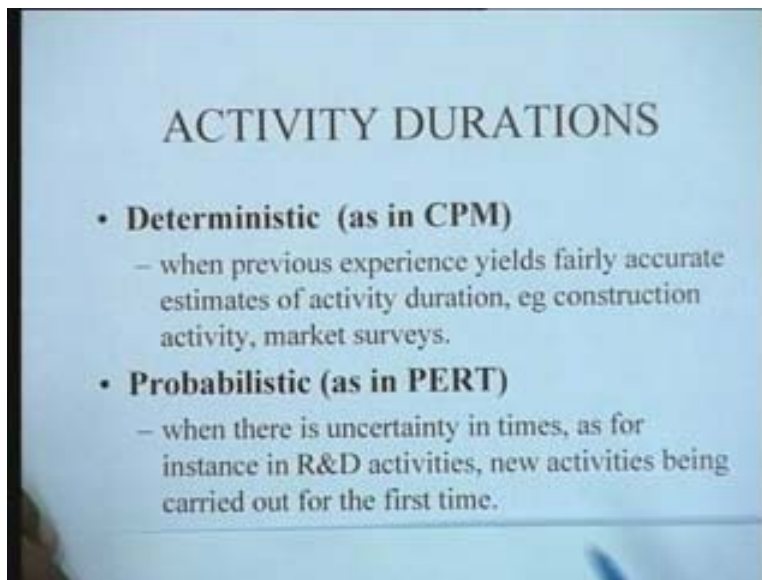 ACTIVITY DURATIONS
• Deterministic (as in CPM)
– when previous experience yields fairly accurate
estimates of activity duration, eg construction
activity, market surveys.
• Probabilistic (as in PERT)
– when there is uncertainty in times, as for
instance in R&D activities, new activities being
carried out for the first time.